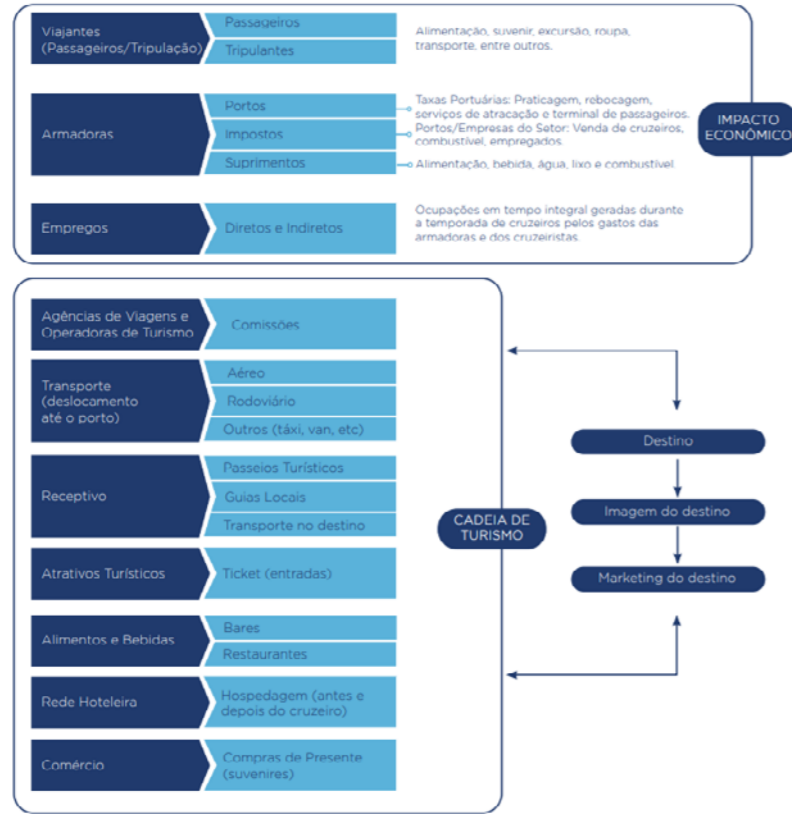 Viajantes
(Passageiros/Tripulação)
Passageiros
Tripulantes
Alimentação, suvenir, excursão, roupa,
transporte, entre outros.
Armadoras
Portos
Impostos
Suprimentos
Taxas Portuárias: Praticagem, rebocagem,
serviços de atracação e terminal de passageiros.
Portos/Empresas do Setor: Venda de cruzeiros,
combustível, empregados.
Alimentação, bebida, água, lixo e combustível.
IMPACTO
ECONÔMICO
Empregos
Diretos e Indiretos
Ocupações em tempo integral geradas durante
a temporada de cruzeiros pelos gastos das
armadoras e dos cruzeiristas.
Agências de Viagens e
Operadoras de Turismo
Comissões
Transporte
(deslocamento
até o porto)
Aéreo
Rodoviário
Outros (táxi, van, etc)
Receptivo
Passeios Turísticos
Guias Locais
Transporte no destino
Atrativos Turísticos
Ticket (entradas)
Alimentos e Bebidas
Bares
Restaurantes
Rede Hoteleira
Hospedagem (antes e
depois do cruzeiro)
Comércio
Compras de Presente
(suvenires)
CADEIA DE
TURISMO
Destino
Imagem do destino
Marketing do destino